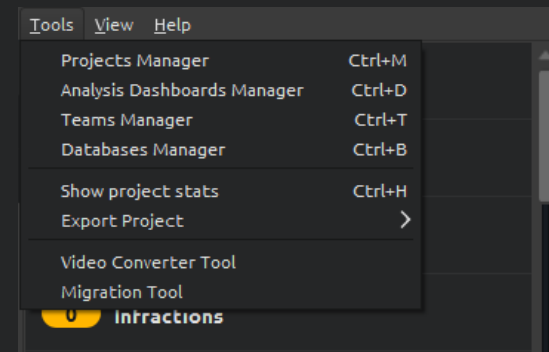 Tools View Help
Projects Manager Ctrl+M
Analysis Dashboards Manager Ctrl+D
Teams Manager Ctrl+T
Databases Manager Ctrl+B
Show project stats Ctrl+H
Export Project
Video Converter Tool
Migration Tool
0 Infractions